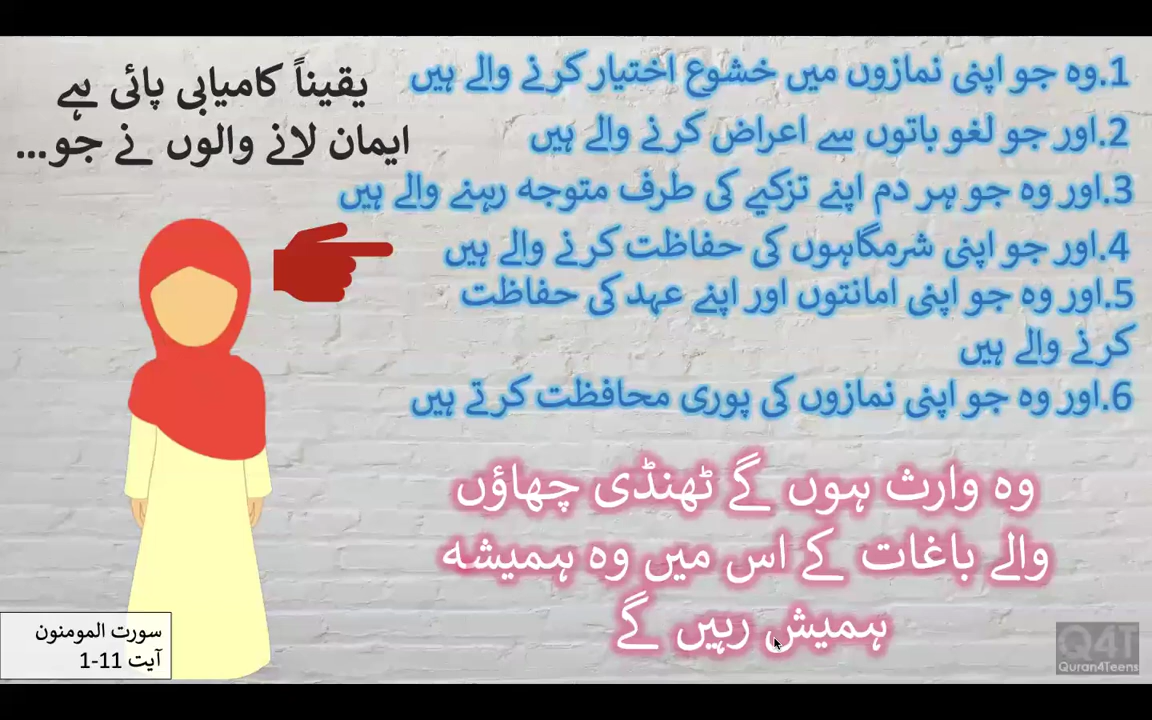 یقیناً کامیابی پائی ہے
ایمان لانے والوں نے جو...
1.وہ جو اپنی نمازوں میں خشوع اختیار کرنے والے ہیں
2.اور جو لغو باتوں سے اعراض کرنے والے ہیں
3.اور وہ جو ہر دم اپنے تزکیے کی طرف متوجہ رہنے والے ہیں
4.اور جو اپنی شرمگاہوں کی حفاظت کرنے والے ہیں
5.اور وہ جو اپنی امانتوں اور اپنے عہد کی حفاظت
کرنے والے ہیں
6.اور وہ جو اپنی نمازوں کی پوری محافظت کرتے ہیں
وہ وارث ہوں گے ٹھنڈی چھاؤں
والے باغات کے اس میں وہ ہمیشہ
ہمیش رہیں گے
سورت المومنون
آیت 11-1
Q4T
Quran4Teens